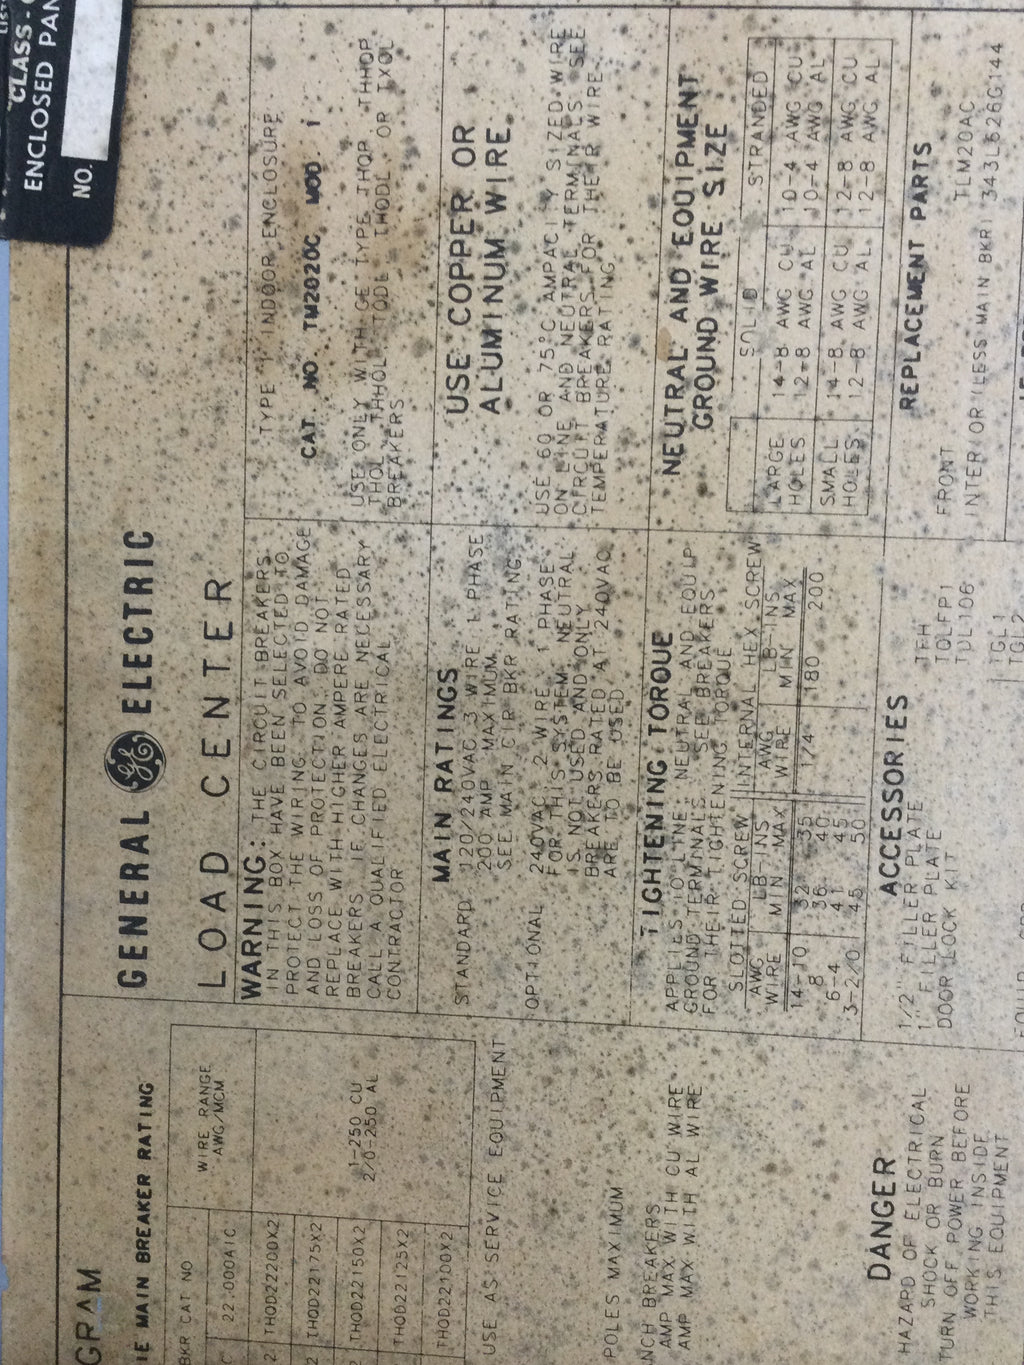 CLASS
ENCLOSED PAN
NO.
GRAM
E MAIN BREAKER RATING
BKR CAT NO
WIRE RANGE
AWG/MCM
22,000AIC
THQD22200X2
THQD22175X2
THQD22150X2
THQD22125X2
THQD22100X2
1-250 CU
2/0-250 AL
USE AS SERVICE EQUIPMENT
POLES MAXIMUM
NCH BREAKERS
AMP MAX WITH CU WIRE
AMP MAX WITH AL WIRE
DANGER
HAZARD OF ELECTRICAL
SHOCK OR BURN
TURN OFF POWER BEFORE
WORKING INSIDE
THIS EQUIPMENT
GENERAL GE ELECTRIC
LOAD CENTER
WARNING: THE CIRCUIT BREAKERS
IN THIS BOX HAVE BEEN SELECTED TO
PROTECT THE WIRING. TO AVOID DAMAGE
AND LOSS OF PROTECTION, DO NOT
REPLACE WITH HIGHER AMPERE RATED
BREAKERS. IF CHANGES ARE NECESSARY
CALL A QUALIFIED ELECTRICAL
CONTRACTOR
TYPE 1 INDOOR ENCLOSURE
CAT. NO. TM2020C MOD. 1
USE ONLY WITH GE TYPE THQP THHQP
THQL THHQL TQDL THQDL OR TXQL
BREAKERS
MAIN RATINGS
STANDARD 120/240VAC 3 WIRE 1 PHASE
200 AMP MAXIMUM
SEE MAIN CIR BKR RATING
OPTIONAL 240VAC 2 WIRE 1 PHASE
FOR THIS SYSTEM, NEUTRAL
IS NOT USED AND ONLY
BREAKERS RATED AT 240VAC
ARE TO BE USED
USE COPPER OR
ALUMINUM WIRE
USE 60 OR 75°C AMPACITY SIZED WIRE
ON LINE AND NEUTRAL TERMINALS SEE
CIRCUIT BREAKERS FOR THEIR WIRE
TEMPERATURE RATING
TIGHTENING TORQUE
APPLIES TO LINE, NEUTRAL AND EQUIP
GROUND TERMINALS. SEE BREAKERS
FOR THEIR TIGHTENING TORQUE
SLOTTED SCREW INTERNAL HEX SCREW
AWG LB-INS AWG LB-INS
WIRE MIN MAX WIRE MIN MAX
14-10 32 35 1/4" 180 200
8 36 40
6-4 41 45
3-2/0 45 50
NEUTRAL AND EQUIPMENT
GROUND WIRE SIZE
SOLID STRANDED
LARGE 14-8 AWG CU 10-4 AWG CU
HOLES 12-8 AWG AL 10-4 AWG AL
SMALL 14-8 AWG CU 12-8 AWG CU
HOLES 12-8 AWG AL 12-8 AWG AL
ACCESSORIES
1/2" FILLER PLATE TFH
1" FILLER PLATE TQLFP1
DOOR LOCK KIT TDL106
TGL1
TGL2
REPLACEMENT PARTS
FRONT TLM20AC
INTERIOR (LESS MAIN BKR) 343L626G144